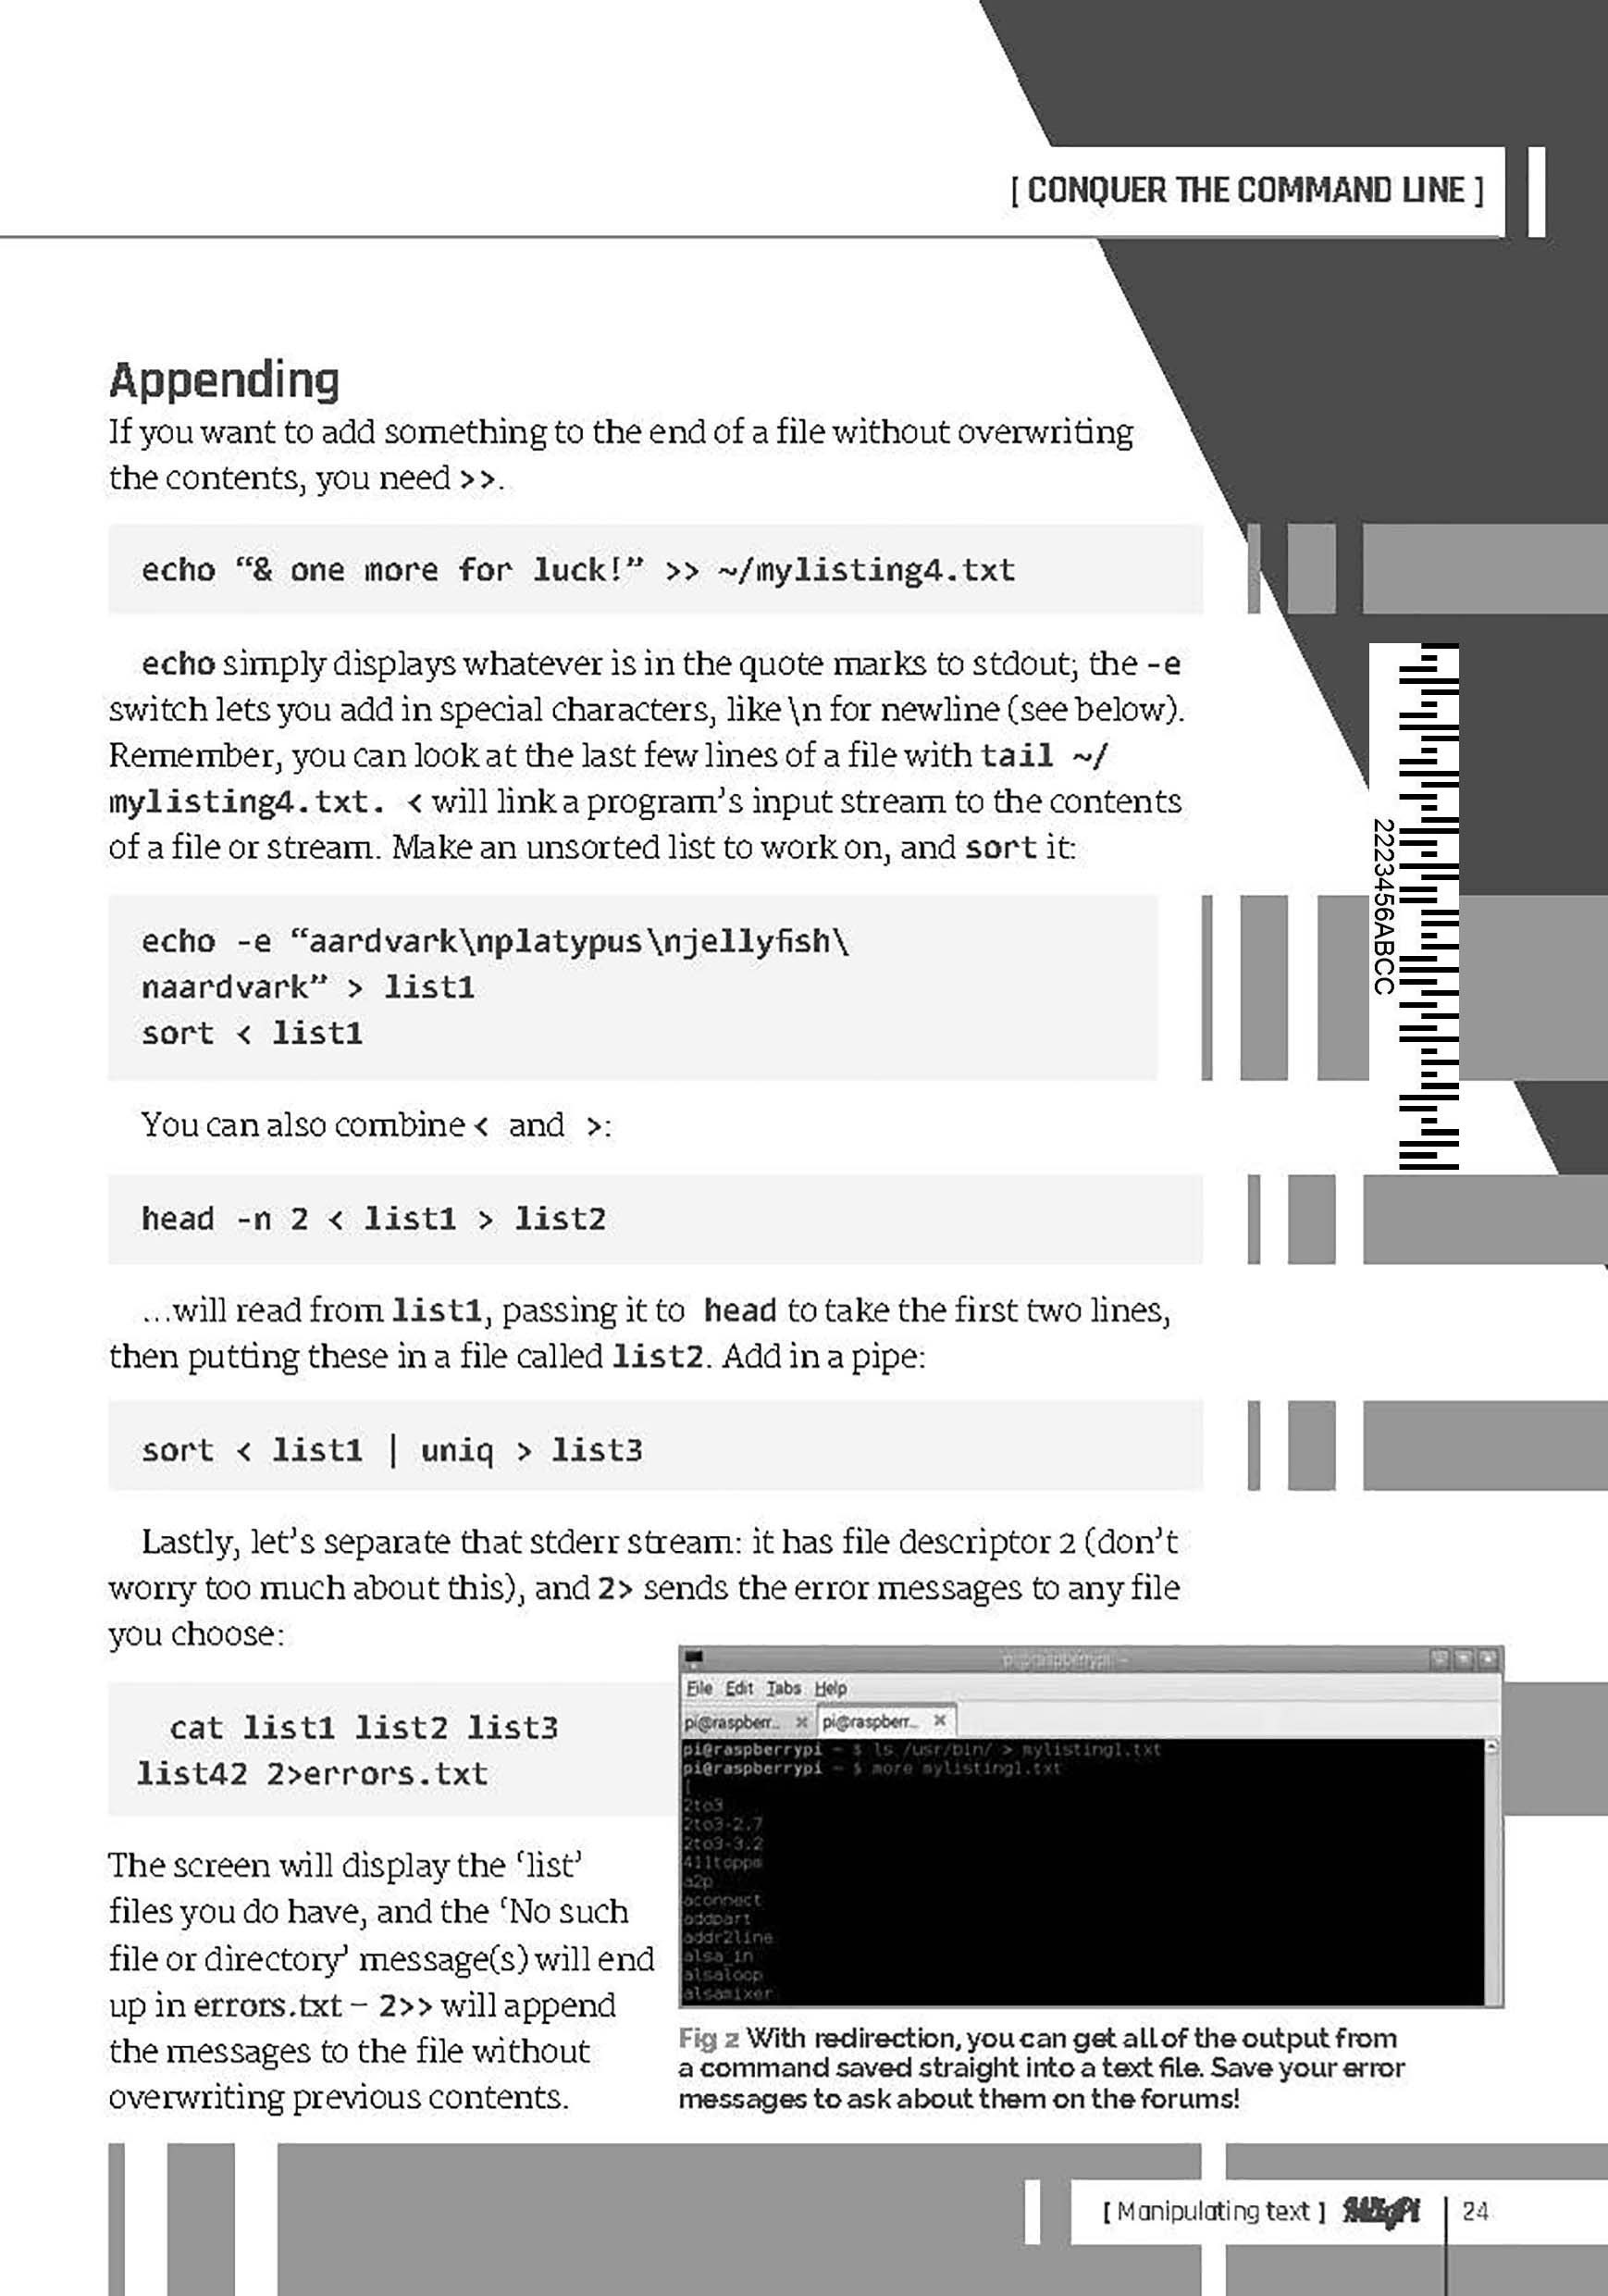 [ CONQUER THE COMMAND LINE ]
Appending
If you want to add something to the end of a file without overwriting
the contents, you need >>.
echo “& one more for luck!” >> ~/mylisting4.txt
echo simply displays whatever is in the quote marks to stdout; the -e
switch lets you add in special characters, like \n for newline (see below).
Remember, you can look at the last few lines of a file with tail ~/
mylisting4.txt. < will link a program’s input stream to the contents
of a file or stream. Make an unsorted list to work on, and sort it:
echo -e “aardvark\nplatypus\njellyfish\
naardvark” > list1
sort < list1
2223456ABCC
You can also combine < and >:
head -n 2 < list1 > list2
...will read from list1, passing it to head to take the first two lines,
then putting these in a file called list2. Add in a pipe:
sort < list1 | uniq > list3
Lastly, let’s separate that stderr stream: it has file descriptor 2 (don’t
worry too much about this), and 2> sends the error messages to any file
you choose:
cat list1 list2 list3
list42 2>errors.txt
The screen will display the ‘list’
files you do have, and the ‘No such
file or directory’ message(s) will end
up in errors.txt – 2>> will append
the messages to the file without
overwriting previous contents.
pi@raspberrypi: ~
File Edit Tabs Help
pi@raspberr... pi@raspberr...
pi@raspberrypi ~ $ ls /usr/bin/ > mylisting1.txt
pi@raspberrypi ~ $ more mylisting1.txt
[
2to3
2to3-2.7
2to3-3.2
411toppm
a2p
aconnect
addpart
addr2line
alsa_in
alsaloop
alsamixer
Fig 2 With redirection, you can get all of the output from
a command saved straight into a text file. Save your error
messages to ask about them on the forums!
[ Manipulating text ] 24